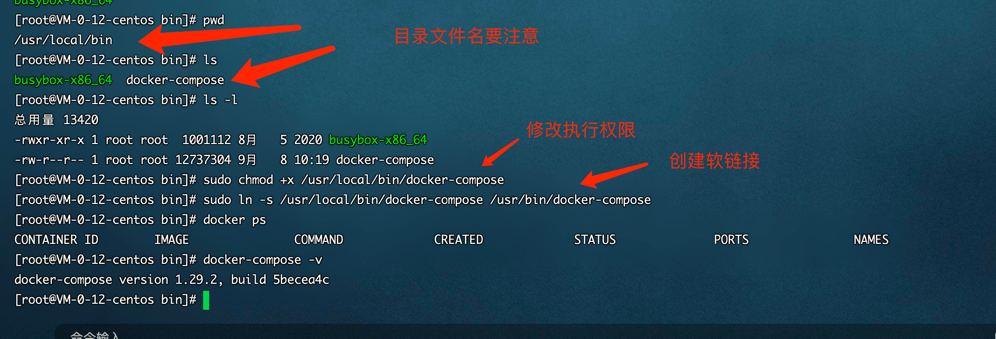 busybox-x86_64
[root@VM-0-12-centos bin]# pwd
/usr/local/bin
目录文件名要注意
[root@VM-0-12-centos bin]# ls
busybox-x86_64  docker-compose
[root@VM-0-12-centos bin]# ls -l
总用量 13420
-rwxr-xr-x 1 root root  1001112 8月   5 2020 busybox-x86_64
修改执行权限
-rw-r--r-- 1 root root 12737304 9月   8 10:19 docker-compose
创建软链接
[root@VM-0-12-centos bin]# sudo chmod +x /usr/local/bin/docker-compose
[root@VM-0-12-centos bin]# sudo ln -s /usr/local/bin/docker-compose /usr/bin/docker-compose
[root@VM-0-12-centos bin]# docker ps
CONTAINER ID        IMAGE               COMMAND             CREATED             STATUS              PORTS               NAMES
[root@VM-0-12-centos bin]# docker-compose -v
docker-compose version 1.29.2, build 5becea4c
[root@VM-0-12-centos bin]#
命令输入